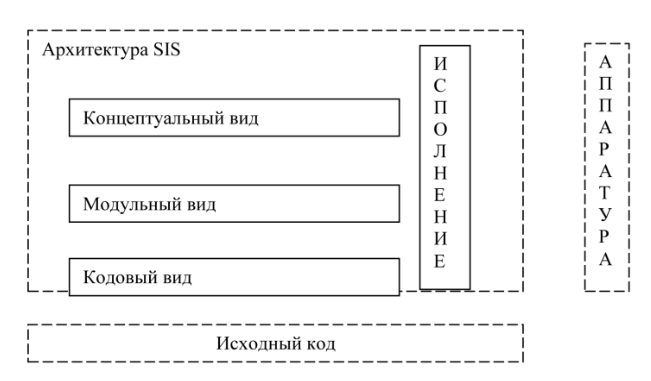 Архитектура SIS
Концептуальный вид
Модульный вид
Кодовый вид
ИСПОЛНЕНИЕ
АППАРАТУРА
Исходный код